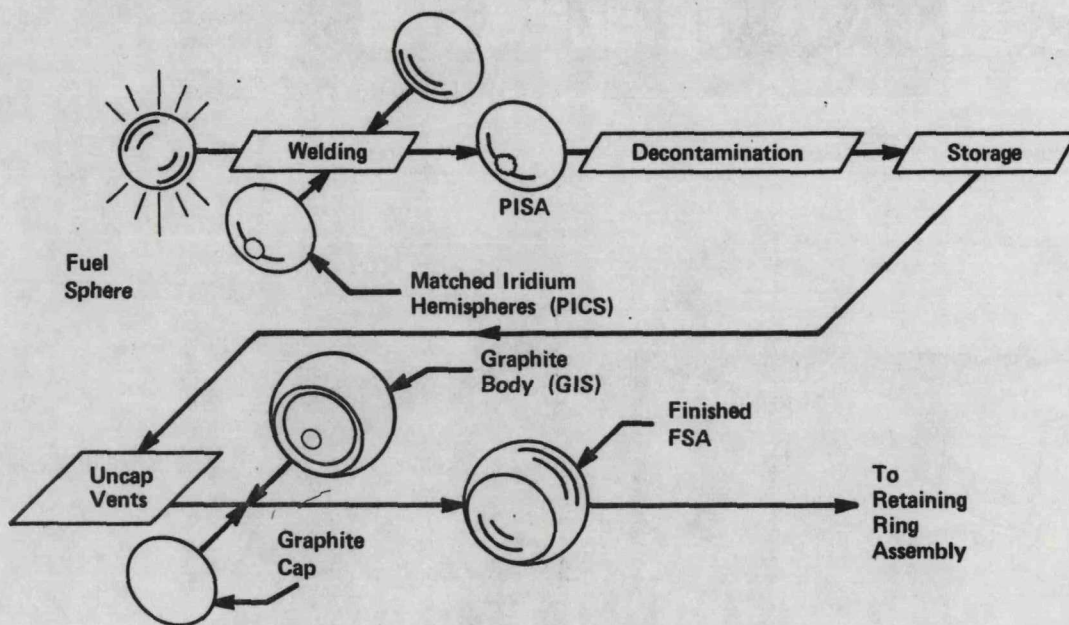 Welding
Decontamination
Storage
PISA
Fuel
Sphere
Matched Iridium
Hemispheres (PICS)
Graphite
Body (GIS)
Finished
FSA
Uncap
Vents
To
Retaining
Ring
Assembly
Graphite
Cap